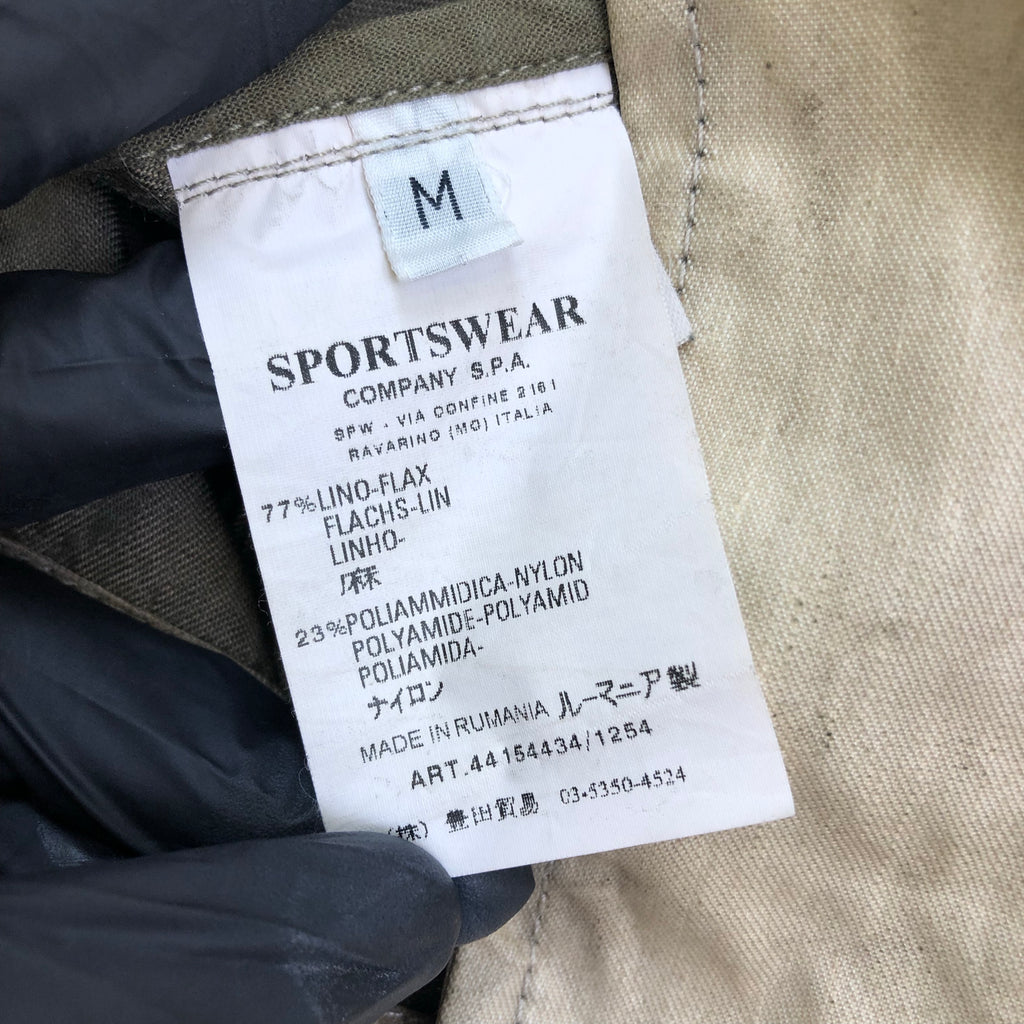 M
SPORTSWEAR
COMPANY S.P.A.
SPW - VIA CONFINE 2161
RAVARINO (MO) ITALIA
77%LINO-FLAX
FLACHS-LIN
LINHO-
麻
23%POLIAMMIDICA-NYLON
POLYAMIDE-POLYAMID
POLIAMIDA-
ナイロン
MADE IN RUMANIA ルーマニア製
ART.44154434/1254
(株) 豊田貿易 03-5350-4524